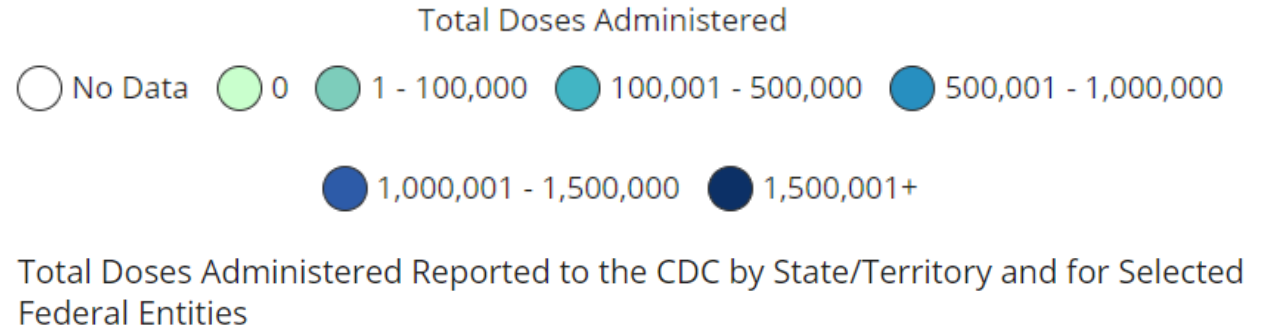 Total Doses Administered
No Data 0 1 - 100,000 100,001 - 500,000 500,001 - 1,000,000
1,000,001 - 1,500,000 1,500,001+
Total Doses Administered Reported to the CDC by State/Territory and for Selected
Federal Entities